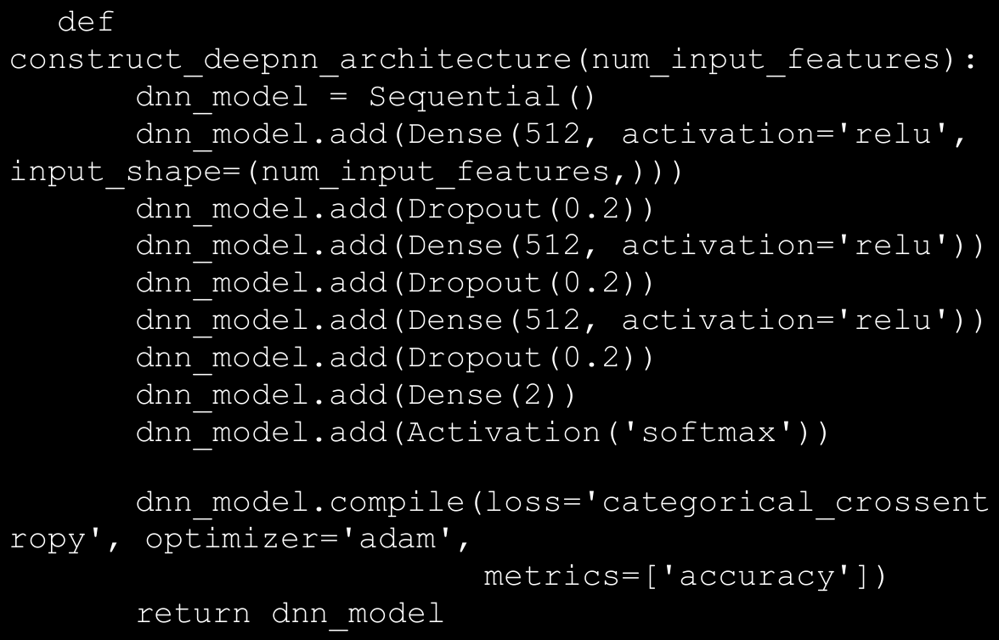 def
construct_deepnn_architecture(num_input_features):
dnn_model = Sequential()
dnn_model.add(Dense(512, activation='relu',
input_shape=(num_input_features,)))
dnn_model.add(Dropout(0.2))
dnn_model.add(Dense(512, activation='relu'))
dnn_model.add(Dropout(0.2))
dnn_model.add(Dense(512, activation='relu'))
dnn_model.add(Dropout(0.2))
dnn_model.add(Dense(2))
dnn_model.add(Activation('softmax'))
dnn_model.compile(loss='categorical_crossent
ropy', optimizer='adam',
metrics=['accuracy'])
return dnn_model